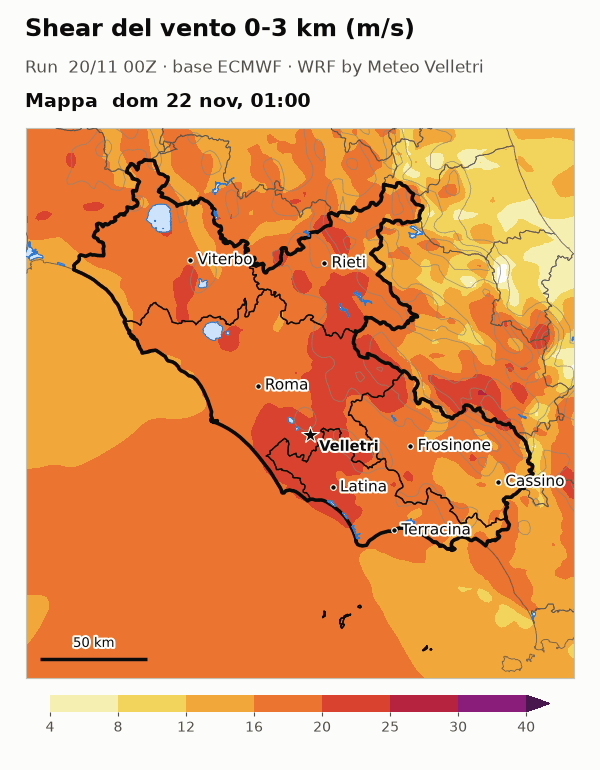 Shear del vento 0-3 km (m/s)
Run  20/11 00Z · base ECMWF · WRF by Meteo Velletri
Mappa  dom 22 nov, 01:00
Viterbo
Rieti
Roma
Velletri
Frosinone
Latina
Cassino
Terracina
50 km
4 8 12 16 20 25 30 40